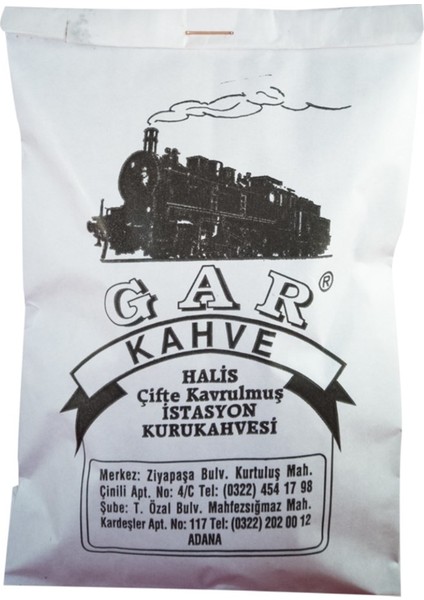 GAR®
KAHVE
HALİS
Çifte Kavrulmuş
İSTASYON
KURUKAHVESİ
Merkez: Ziyapaşa Bulv. Kurtuluş Mah.
Çinili Apt. No: 4/C Tel: (0322) 454 17 98
Şube: T. Özal Bulv. Mahfezsığmaz Mah.
Kardeşler Apt. No: 117 Tel: (0322) 202 00 12
ADANA